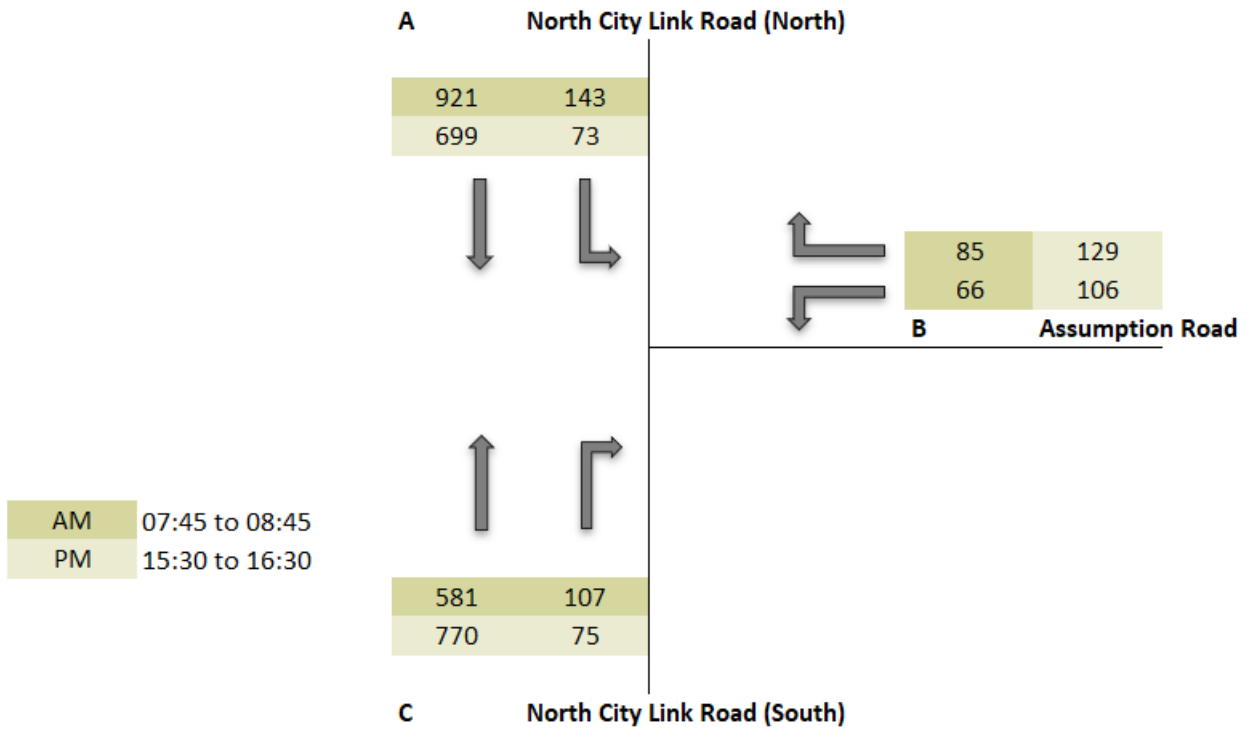 A North City Link Road (North)
921 143
699 73
85 129
66 106
B Assumption Road
AM 07:45 to 08:45
PM 15:30 to 16:30
581 107
770 75
C North City Link Road (South)